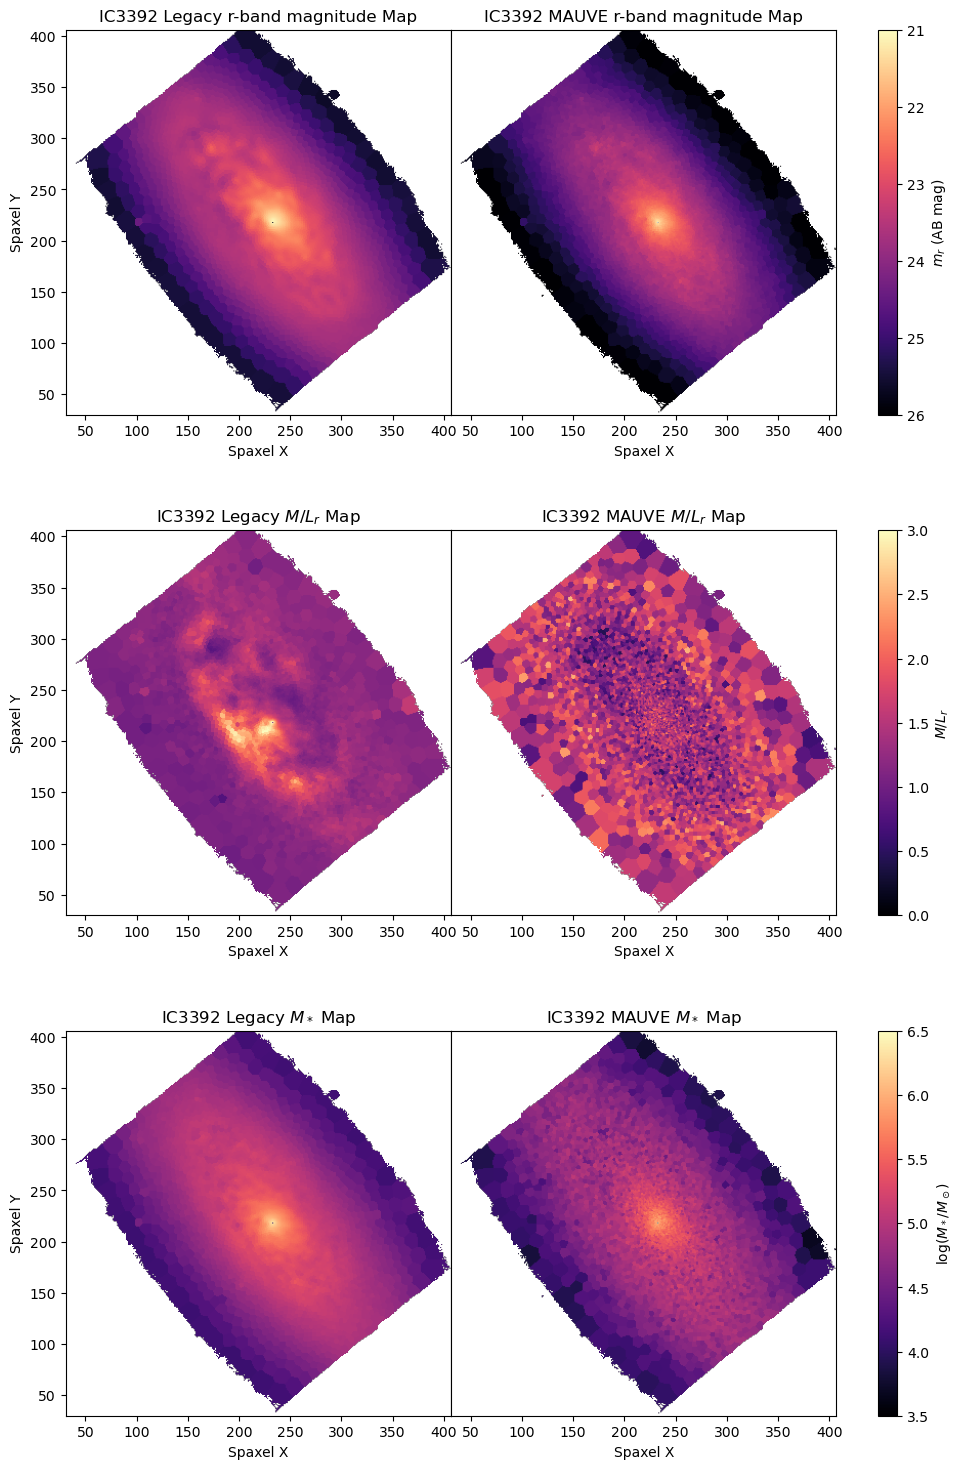 IC3392 Legacy r-band magnitude Map
IC3392 MAUVE r-band magnitude Map
400
350
300
250
200
150
100
50
Spaxel Y
50 100 150 200 250 300 350 400
Spaxel X
50 100 150 200 250 300 350 400
Spaxel X
21
22
23
24
25
26
m_r (AB mag)
IC3392 Legacy M/L_r Map
IC3392 MAUVE M/L_r Map
400
350
300
250
200
150
100
50
Spaxel Y
50 100 150 200 250 300 350 400
Spaxel X
50 100 150 200 250 300 350 400
Spaxel X
3.0
2.5
2.0
1.5
1.0
0.5
0.0
M/L_r
IC3392 Legacy M_* Map
IC3392 MAUVE M_* Map
400
350
300
250
200
150
100
50
Spaxel Y
50 100 150 200 250 300 350 400
Spaxel X
50 100 150 200 250 300 350 400
Spaxel X
6.5
6.0
5.5
5.0
4.5
4.0
3.5
log(M_*/M_⊙)